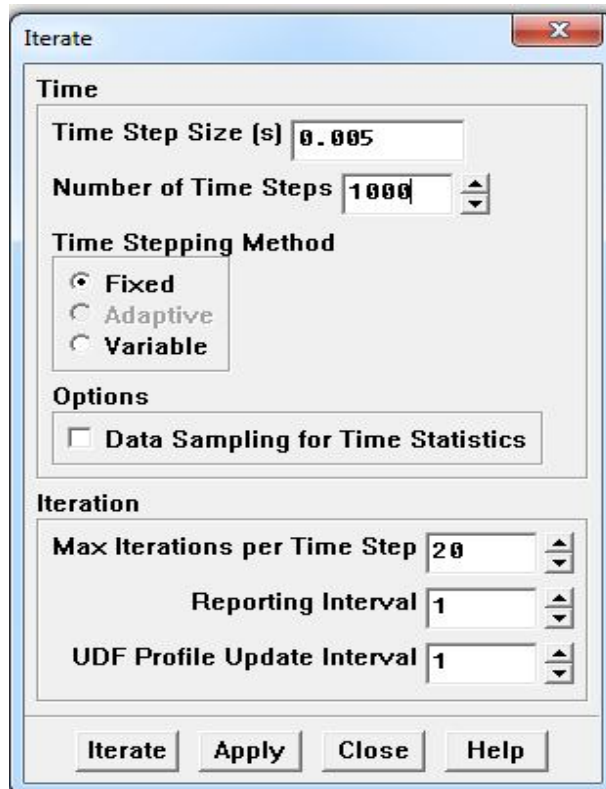 Iterate
Time
Time Step Size (s) 0.005
Number of Time Steps 1000
Time Stepping Method
Fixed
Adaptive
Variable
Options
Data Sampling for Time Statistics
Iteration
Max Iterations per Time Step 20
Reporting Interval 1
UDF Profile Update Interval 1
Iterate Apply Close Help